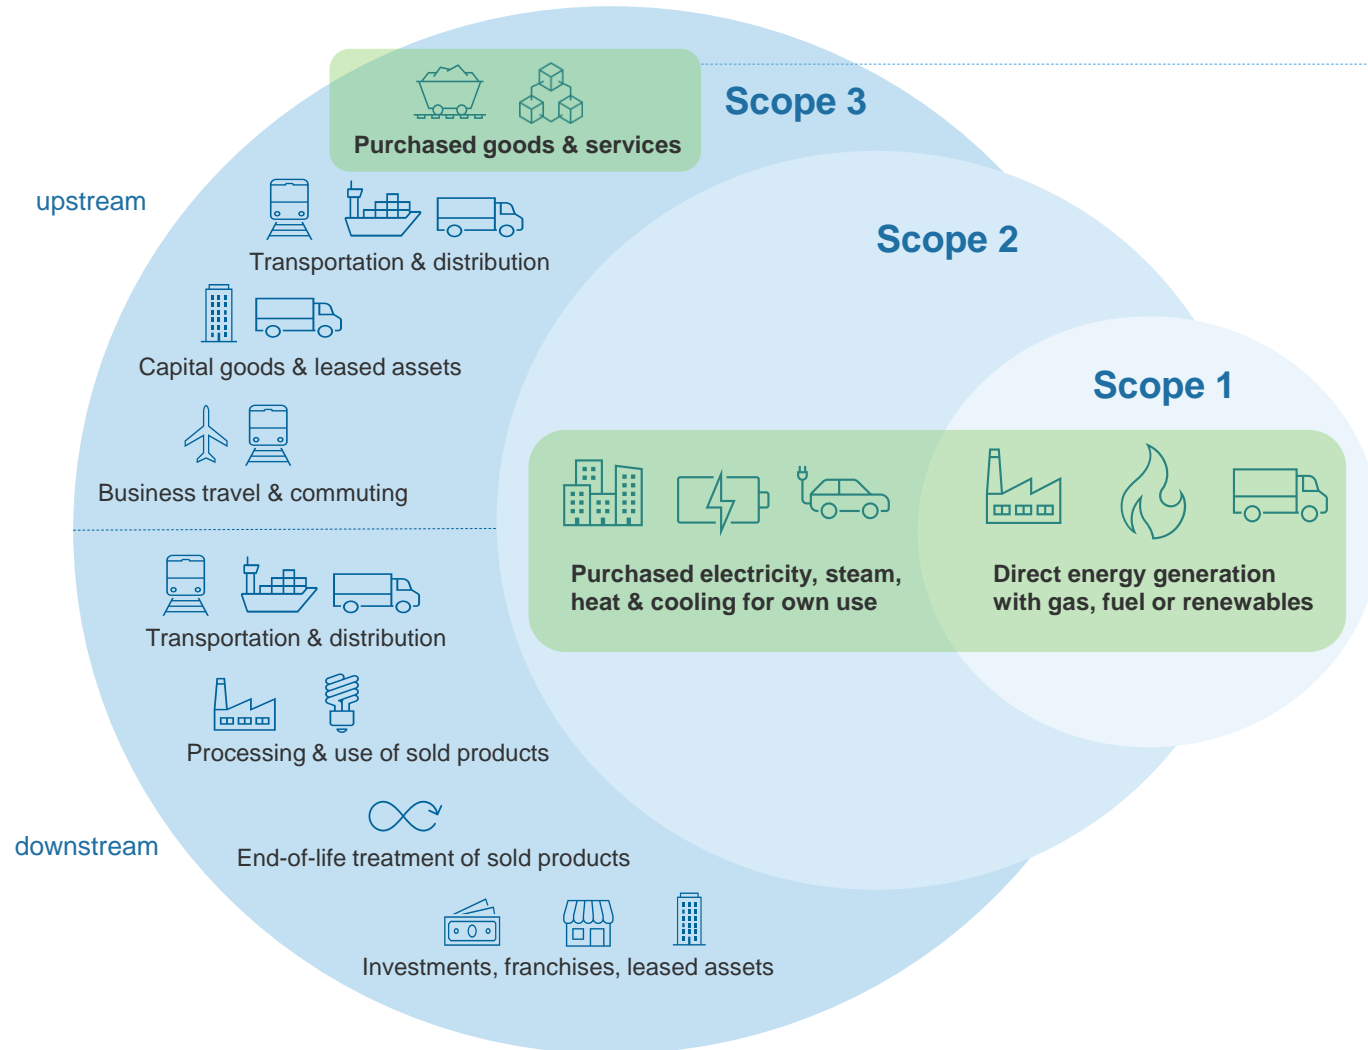 Scope 3
Purchased goods & services
upstream
Transportation & distribution
Capital goods & leased assets
Business travel & commuting
Scope 2
Scope 1
Purchased electricity, steam,
heat & cooling for own use
Direct energy generation
with gas, fuel or renewables
Transportation & distribution
Processing & use of sold products
downstream
End-of-life treatment of sold products
Investments, franchises, leased assets